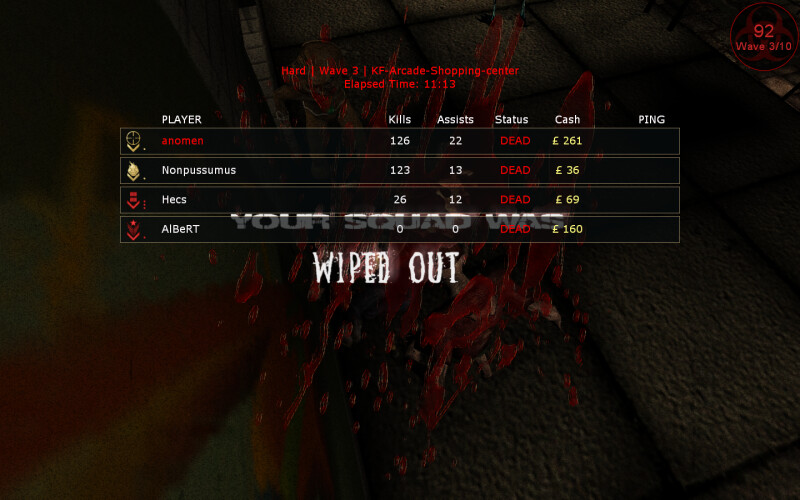 92
Wave 3/10
Hard | Wave 3 | KF-Arcade-Shopping-center
Elapsed Time: 11:13
PLAYER Kills Assists Status Cash PING
anomen 126 22 DEAD £ 261
Nonpussumus 123 13 DEAD £ 36
Hecs 26 12 DEAD £ 69
YOUR SQUAD WAS
AlBeRT 0 0 DEAD £ 160
WIPED OUT